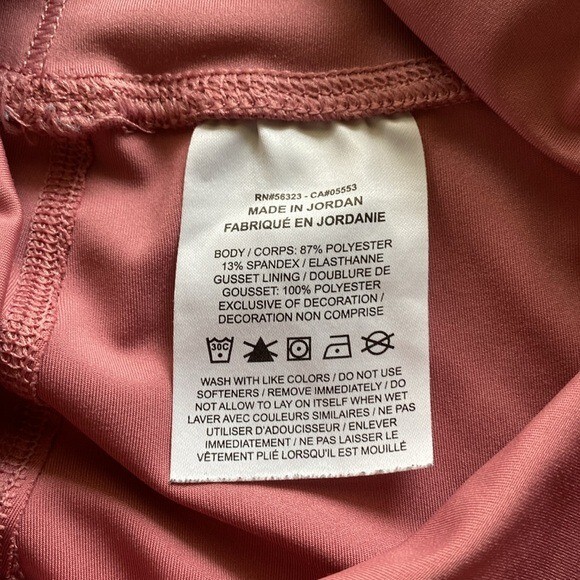 RN#56323 - CA#05553
MADE IN JORDAN
FABRIQUÉ EN JORDANIE
BODY / CORPS: 87% POLYESTER
13% SPANDEX / ELASTHANNE
GUSSET LINING / DOUBLURE DE
GOUSSET: 100% POLYESTER
EXCLUSIVE OF DECORATION /
DECORATION NON COMPRISE
30C
WASH WITH LIKE COLORS / DO NOT USE
SOFTENERS / REMOVE IMMEDIATELY / DO
NOT ALLOW TO LAY ON ITSELF WHEN WET
LAVER AVEC COULEURS SIMILAIRES / NE PAS
UTILISER D'ADOUCISSEUR / ENLEVER
IMMEDIATEMENT / NE PAS LAISSER LE
VÊTEMENT PLIÉ LORSQU'IL EST MOUILLÉ